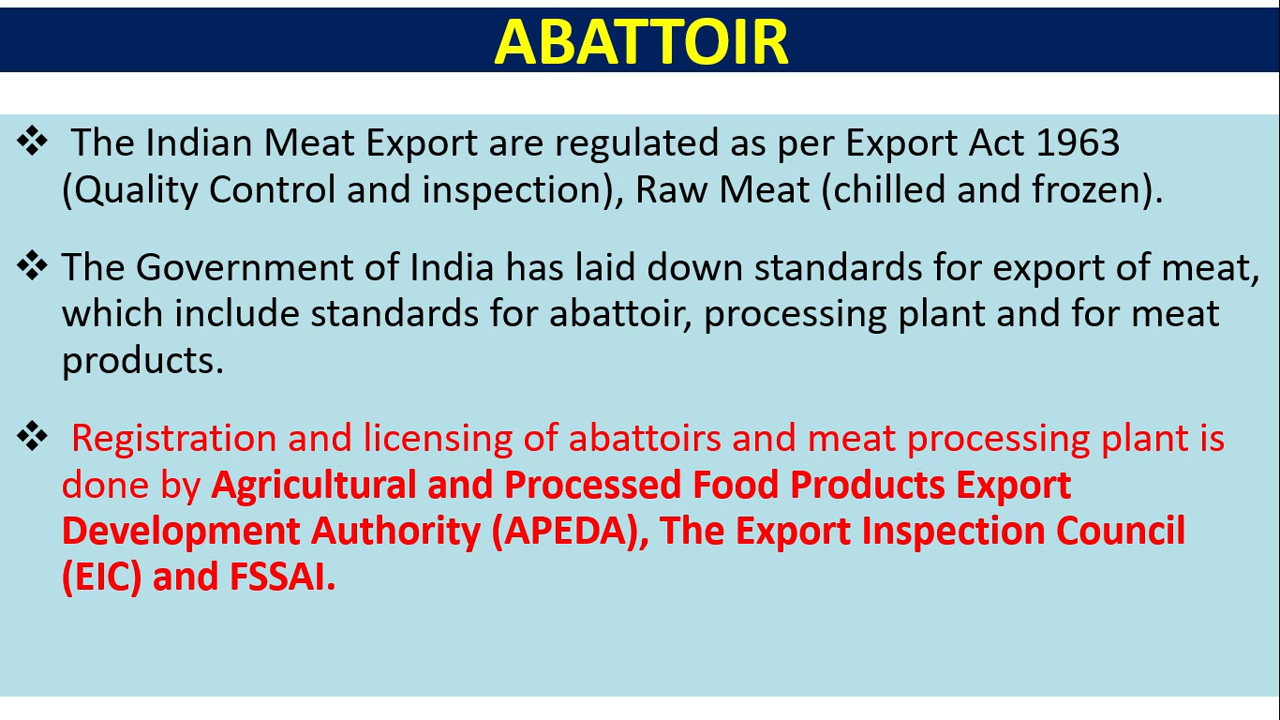 ABATTOIR
❖ The Indian Meat Export are regulated as per Export Act 1963
(Quality Control and inspection), Raw Meat (chilled and frozen).
❖ The Government of India has laid down standards for export of meat,
which include standards for abattoir, processing plant and for meat
products.
❖ Registration and licensing of abattoirs and meat processing plant is
done by Agricultural and Processed Food Products Export
Development Authority (APEDA), The Export Inspection Council
(EIC) and FSSAI.